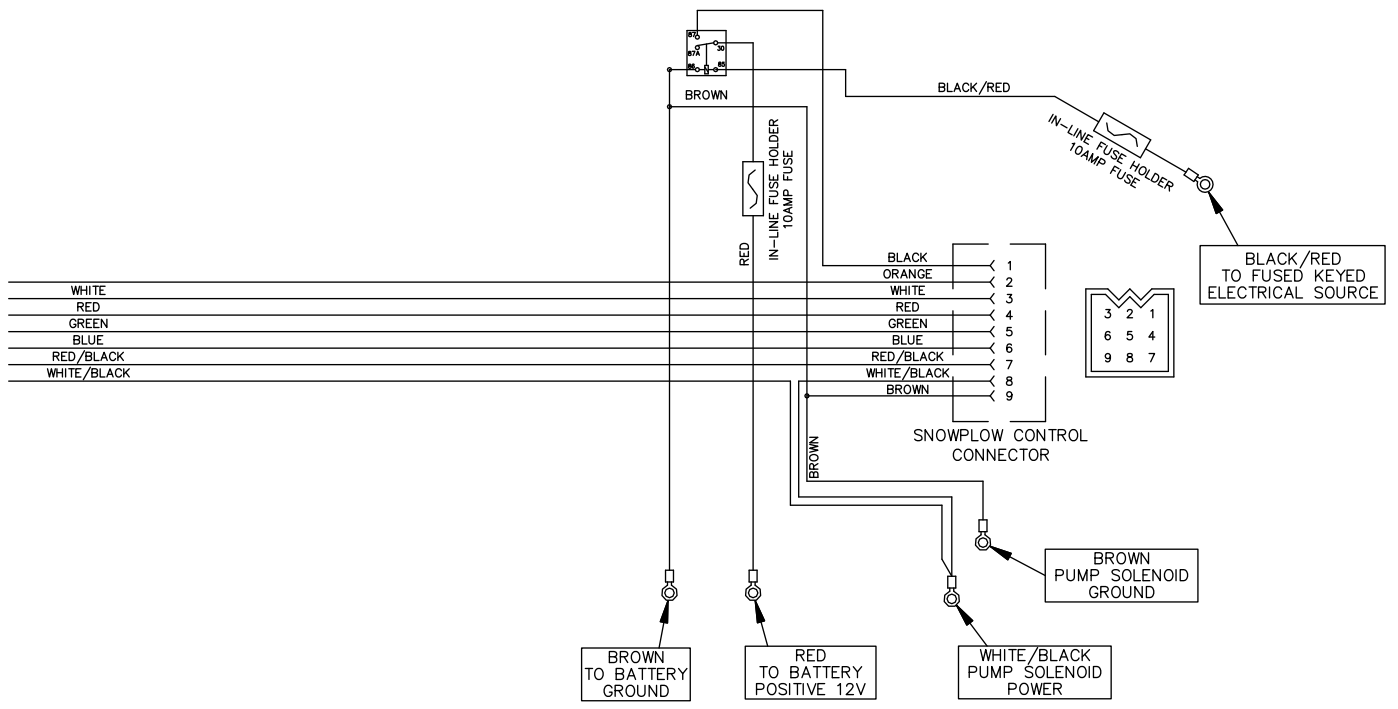 87
87A
30
86
85
BROWN
BLACK/RED
IN-LINE FUSE HOLDER
10AMP FUSE
IN-LINE FUSE HOLDER
10AMP FUSE
RED
BLACK/RED
TO FUSED KEYED
ELECTRICAL SOURCE
BLACK 1
ORANGE 2
WHITE WHITE 3
RED RED 4
GREEN GREEN 5
BLUE BLUE 6
RED/BLACK RED/BLACK 7
WHITE/BLACK WHITE/BLACK 8
BROWN 9
3 2 1
6 5 4
9 8 7
SNOWPLOW CONTROL
CONNECTOR
BROWN
BROWN
PUMP SOLENOID
GROUND
BROWN
TO BATTERY
GROUND
RED
TO BATTERY
POSITIVE 12V
WHITE/BLACK
PUMP SOLENOID
POWER